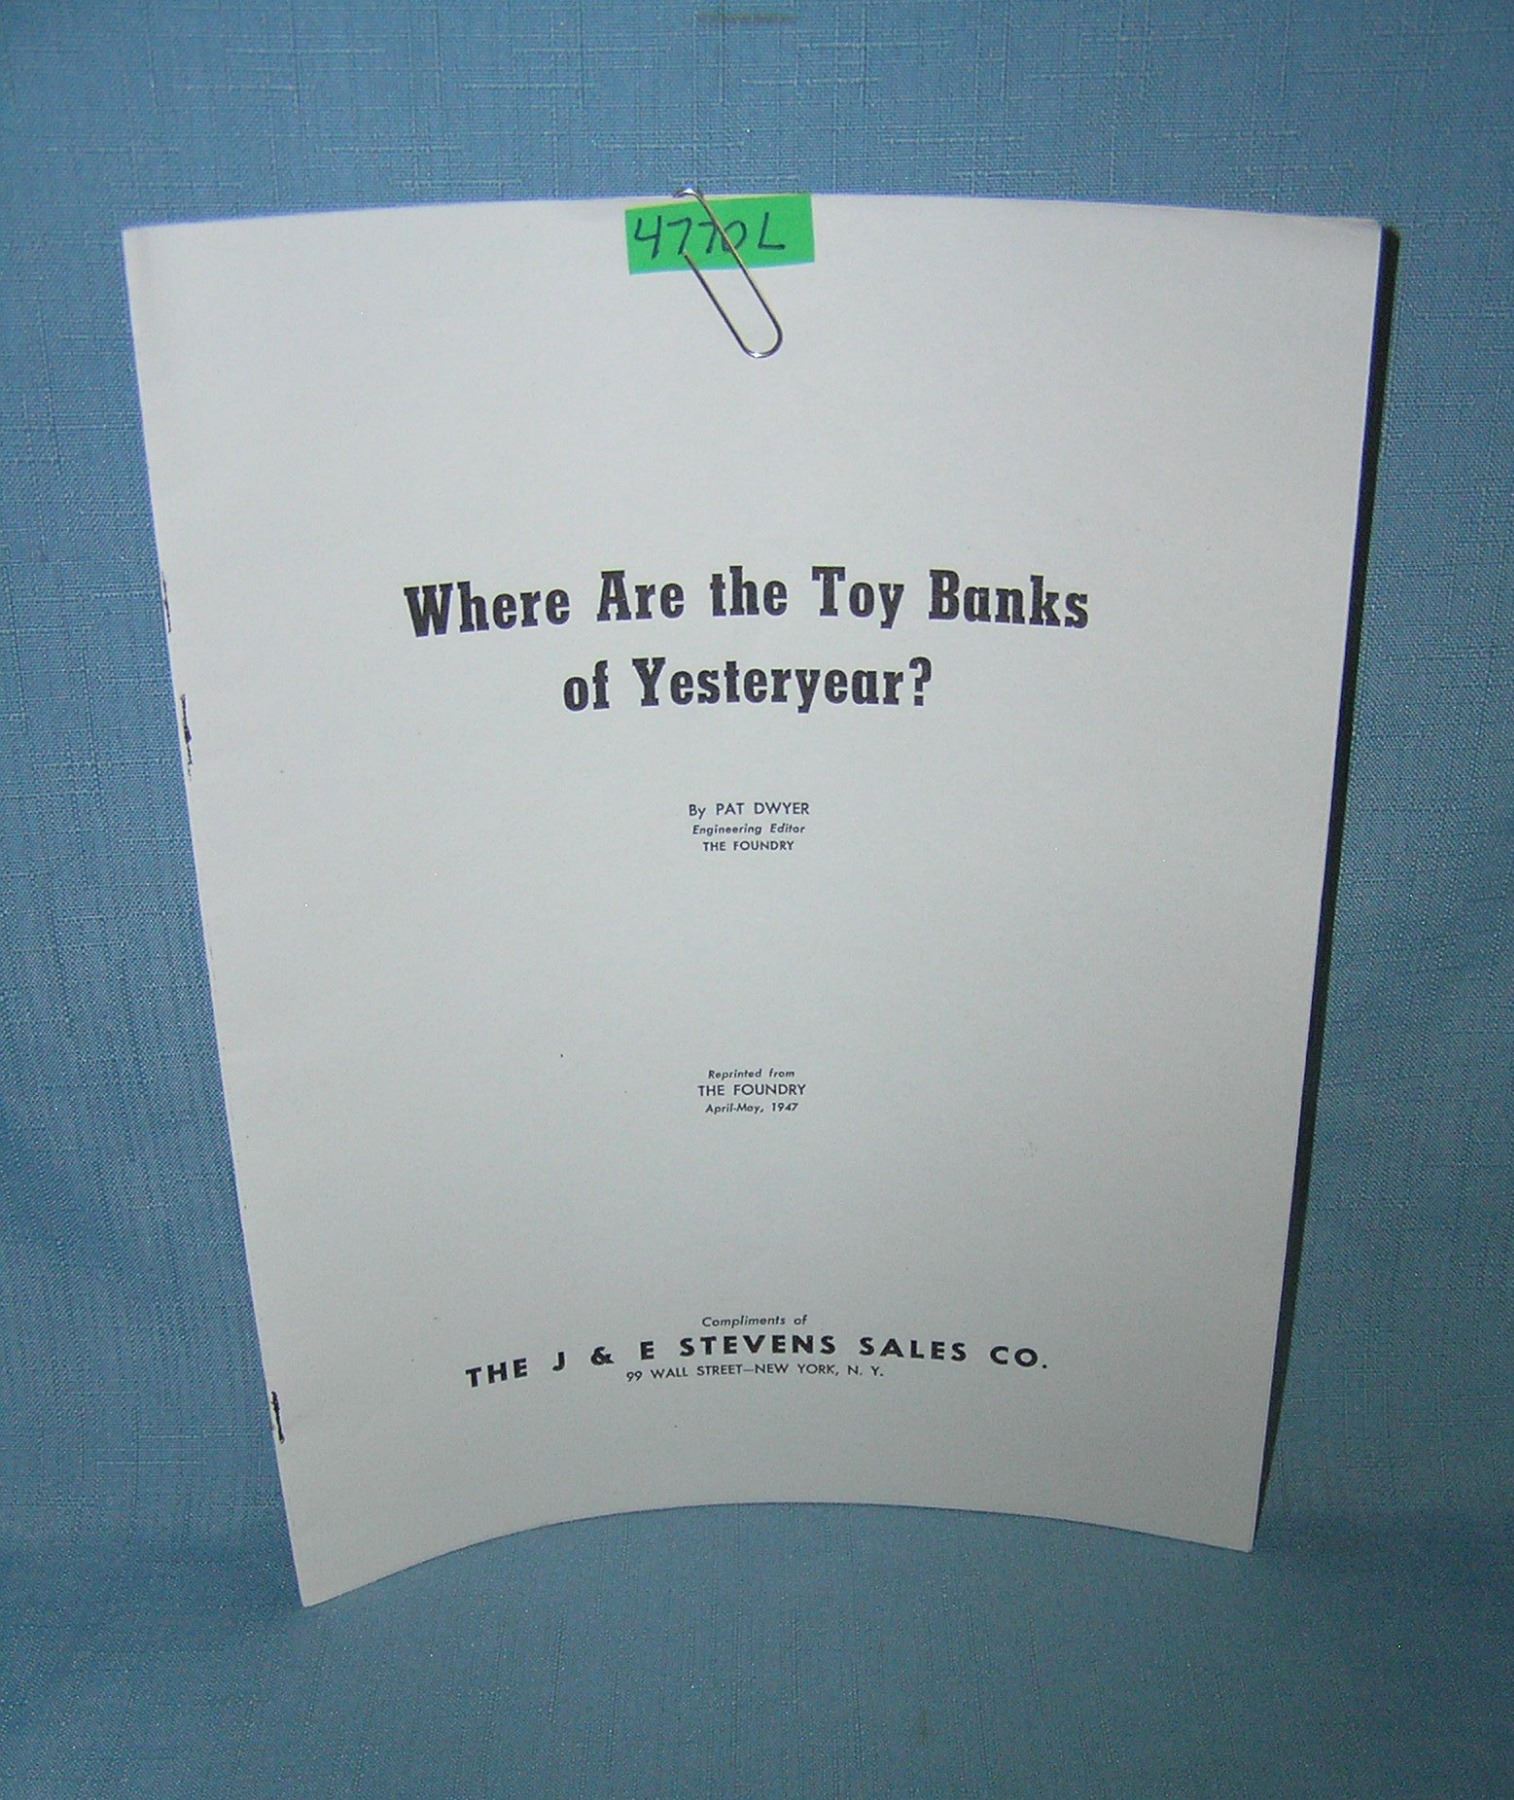 4770L
Where Are the Toy Banks
of Yesteryear?
By PAT DWYER
Engineering Editor
THE FOUNDRY
Reprinted from
THE FOUNDRY
April-May, 1947
Compliments of
THE J & E STEVENS SALES CO.
99 WALL STREET—NEW YORK, N. Y.